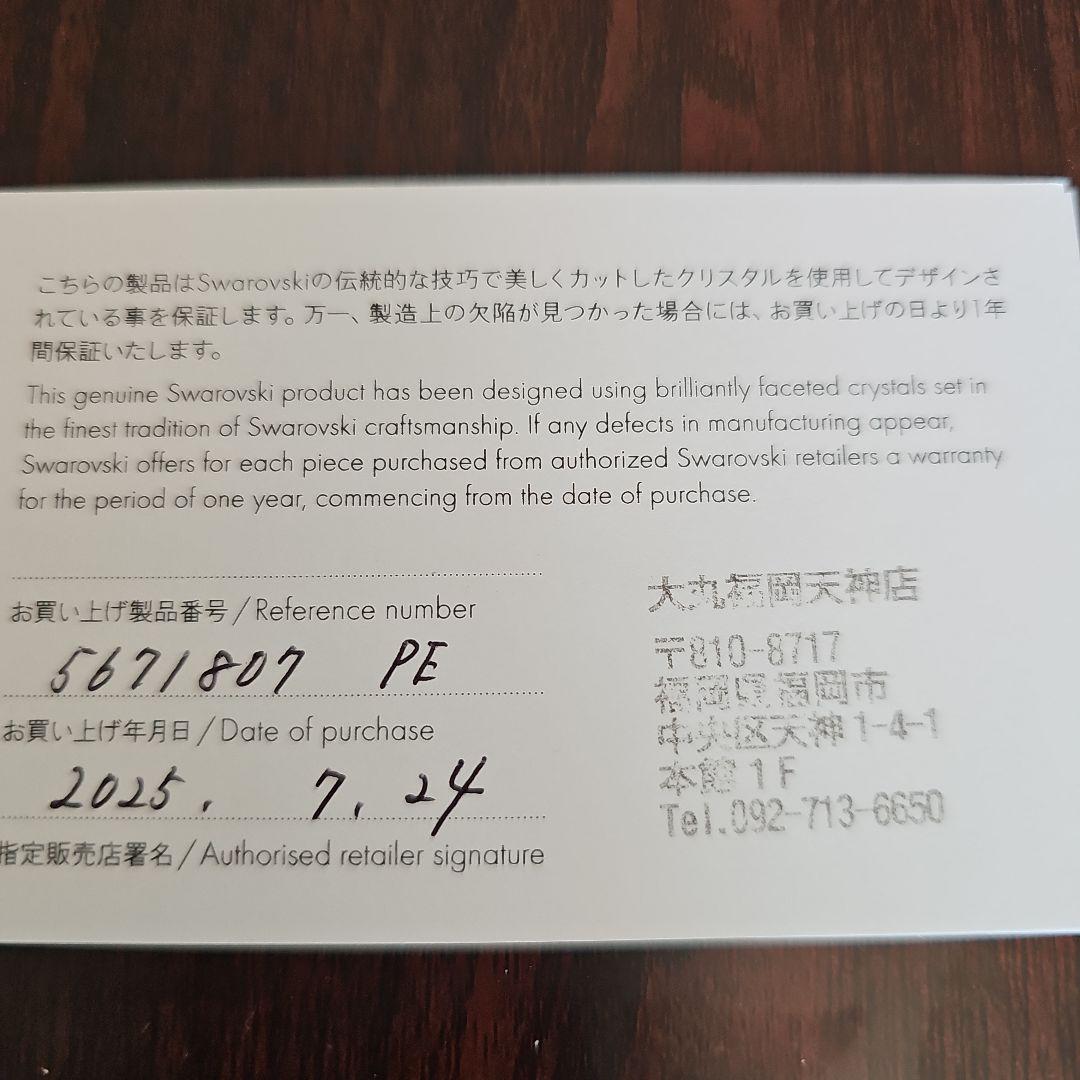 こちらの製品はSwarovskiの伝統的な技巧で美しくカットしたクリスタルを使用してデザインさ
れている事を保証します。万一、製造上の欠陥が見つかった場合には、お買い上げの日より1年
間保証いたします。
This genuine Swarovski product has been designed using brilliantly faceted crystals set in
the finest tradition of Swarovski craftsmanship. If any defects in manufacturing appear,
Swarovski offers for each piece purchased from authorized Swarovski retailers a warranty
for the period of one year, commencing from the date of purchase.
お買い上げ製品番号/Reference number
5671807 PE
お買い上げ年月日/Date of purchase
2025. 7. 24
指定販売店署名/Authorised retailer signature
大丸福岡天神店
〒810-8717
福岡県福岡市
中央区天神1-4-1
本館1F
Tel.092-713-6650